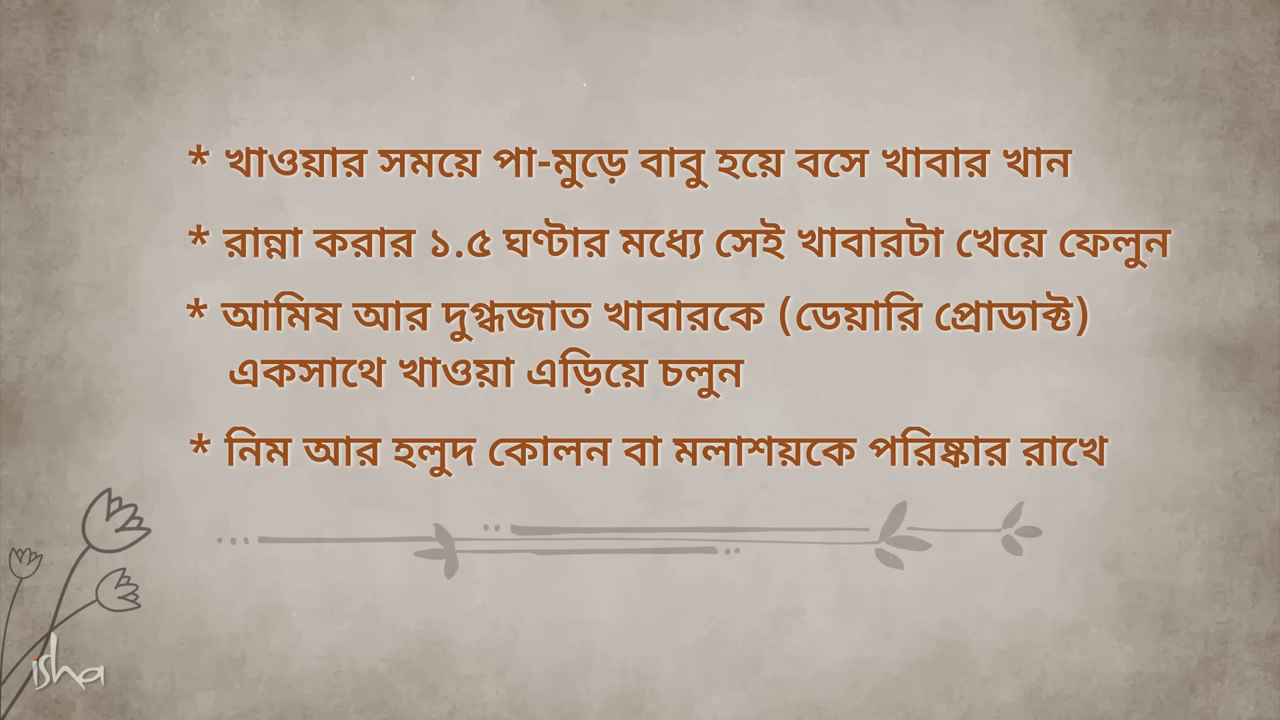 * খাওয়ার সময়ে পা-মুড়ে বাবু হয়ে বসে খাবার খান
* রান্না করার ১.৫ ঘণ্টার মধ্যে সেই খাবারটা খেয়ে ফেলুন
* আমিষ আর দুগ্ধজাত খাবারকে (ডেয়ারি প্রোডাক্ট)
একসাথে খাওয়া এড়িয়ে চলুন
* নিম আর হলুদ কোলন বা মলাশয়কে পরিষ্কার রাখে
isha